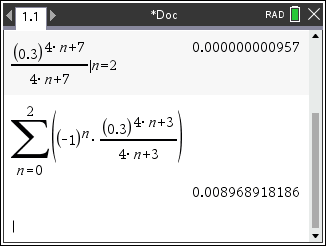 1.1 *Doc RAD
(0.3)^(4·n+7)/(4·n+7)|n=2 0.000000000957
∑_(n=0)^2((-1)^n·(0.3)^(4·n+3)/(4·n+3))
0.008968918186